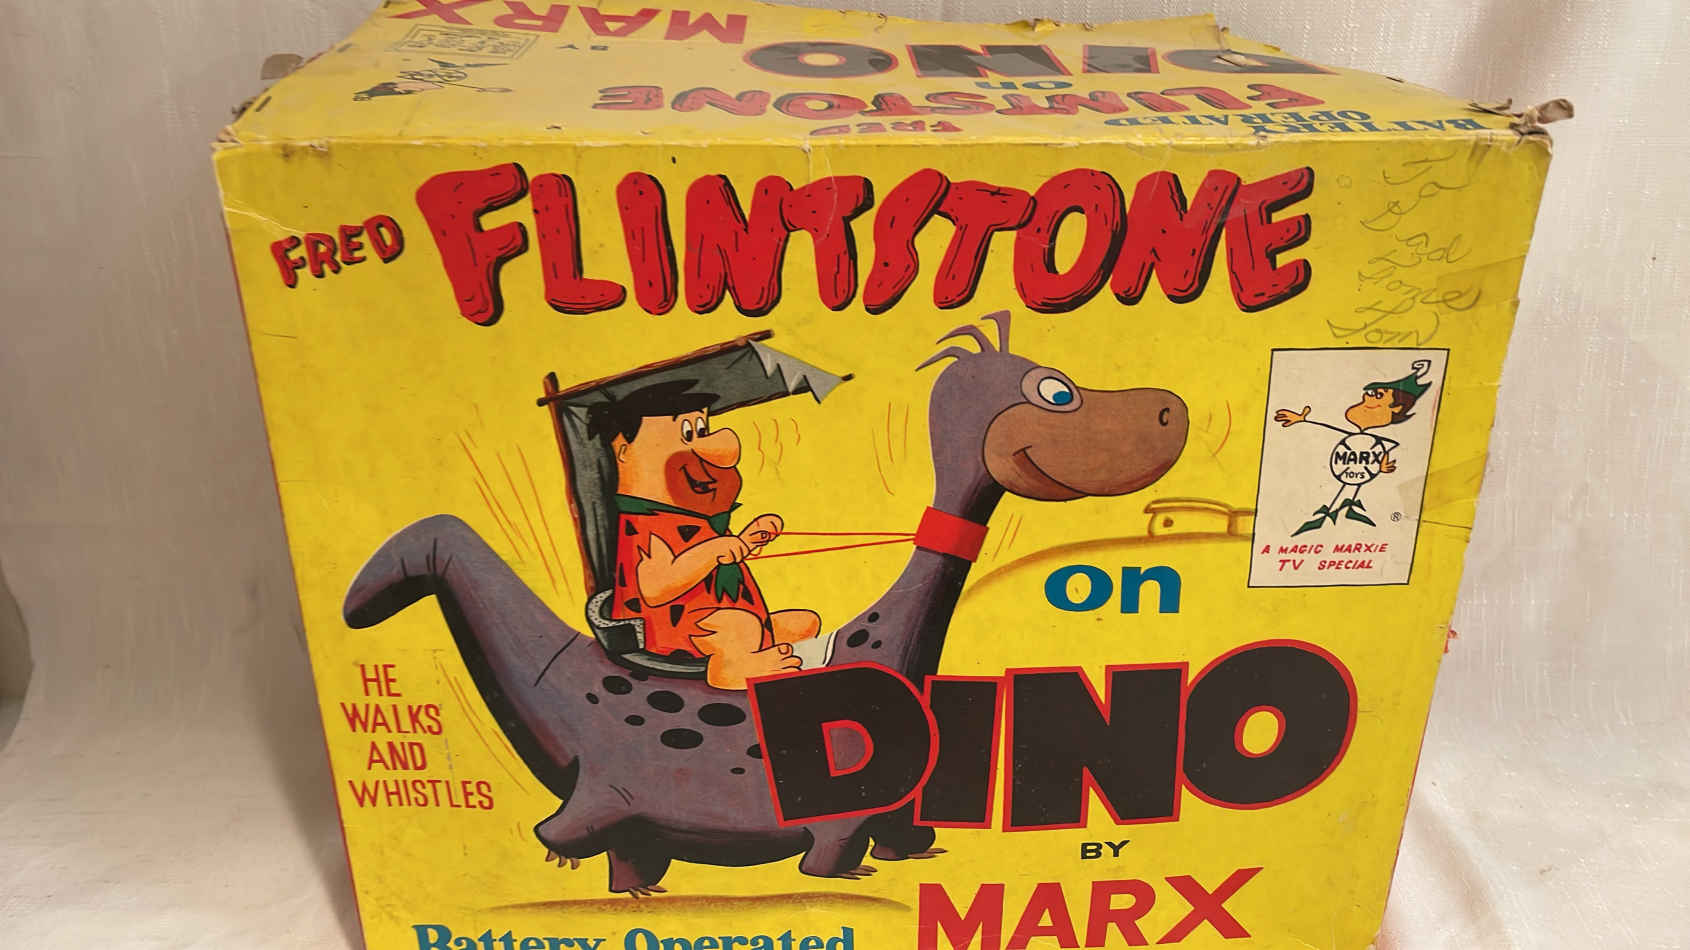 MARX
BY
DINO
on
FLINTSTONE
FRED
BATTERY
OPERATED
FRED FLINTSTONE
on
DINO
BY
MARX
HE
WALKS
AND
WHISTLES
Battery Operated
MARX
TOYS
®
A MAGIC MARXIE
TV SPECIAL
Tom